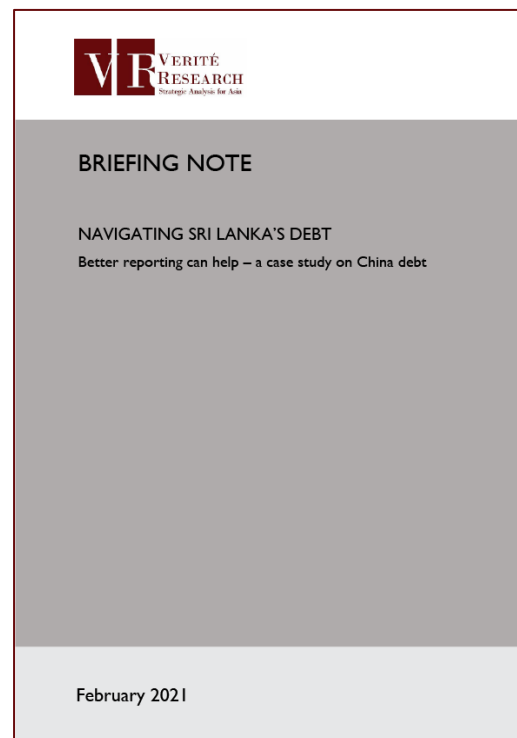 VR
VERITÉ
RESEARCH
Strategic Analysis for Asia
BRIEFING NOTE
NAVIGATING SRI LANKA'S DEBT
Better reporting can help – a case study on China debt
February 2021